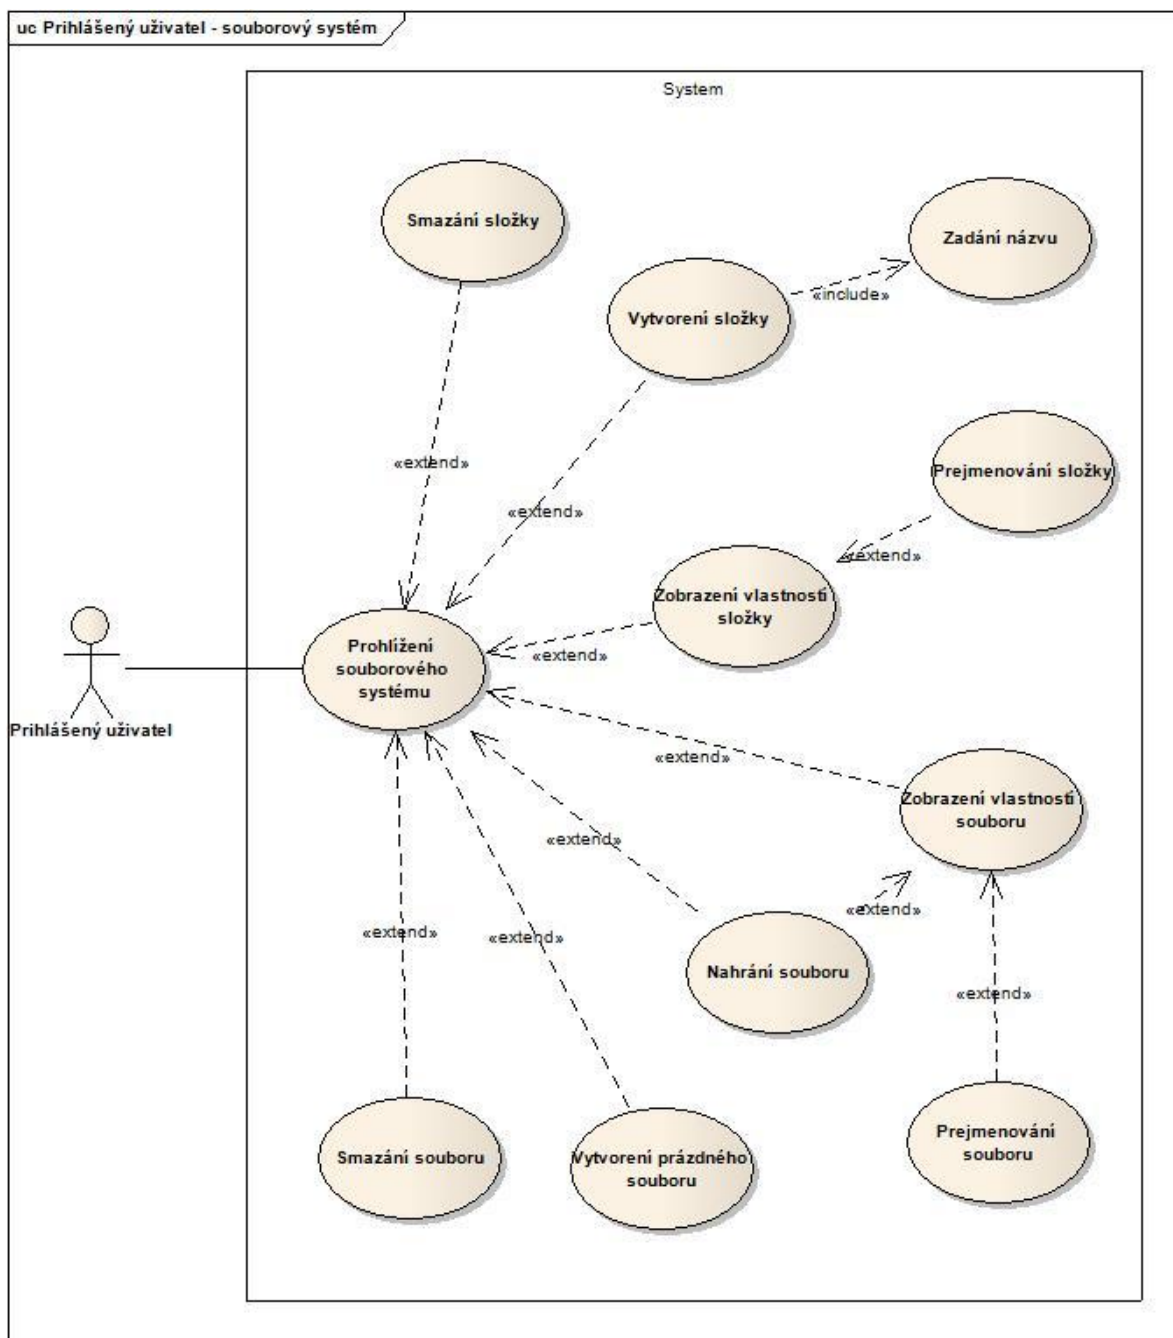 uc Prihlášený uživatel - souborový systém
System
Smazání složky
Zadání názvu
Vytvorení složky
«include»
Prejmenování složky
«extend»
«extend»
«extend»
Zobrazení vlastností
složky
«extend»
Prohlížení
souborového
systému
Prihlášený uživatel
«extend»
Zobrazení vlastností
souboru
«extend»
«extend»
«extend»
«extend»
Nahrání souboru
«extend»
Smazání souboru
Vytvorení prázdného
souboru
Prejmenování
souboru